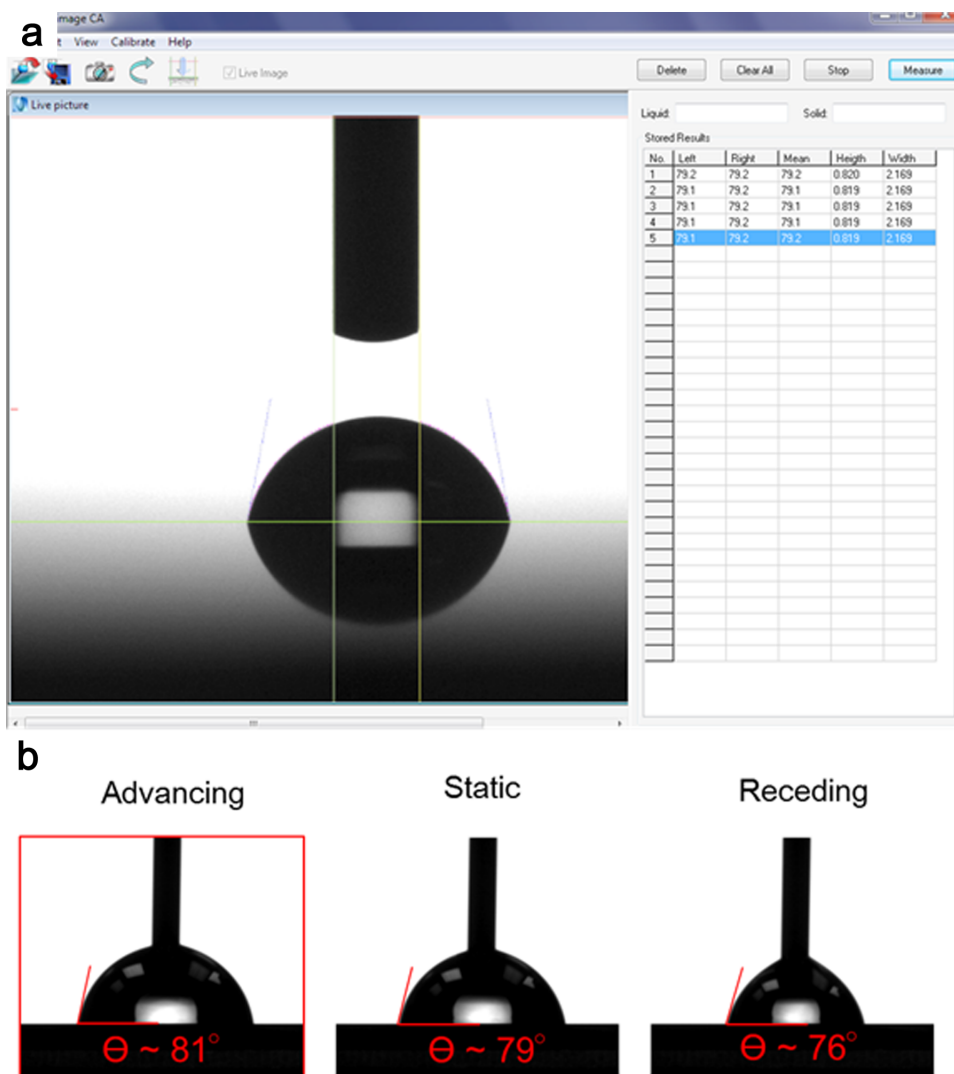 a
mage CA
t View Calibrate Help
Live Image
Delete Clear All Stop Measure
Live picture
Liquid: Solid:
Stored Results
No. Left Right Mean Heigth Width
1 79.2 79.2 79.2 0.820 2.169
2 79.1 79.2 79.1 0.819 2.169
3 79.1 79.2 79.1 0.819 2.169
4 79.1 79.2 79.1 0.819 2.169
5 79.1 79.2 79.2 0.819 2.169
b
Advancing Static Receding
Θ ~ 81° Θ ~ 79° Θ ~ 76°